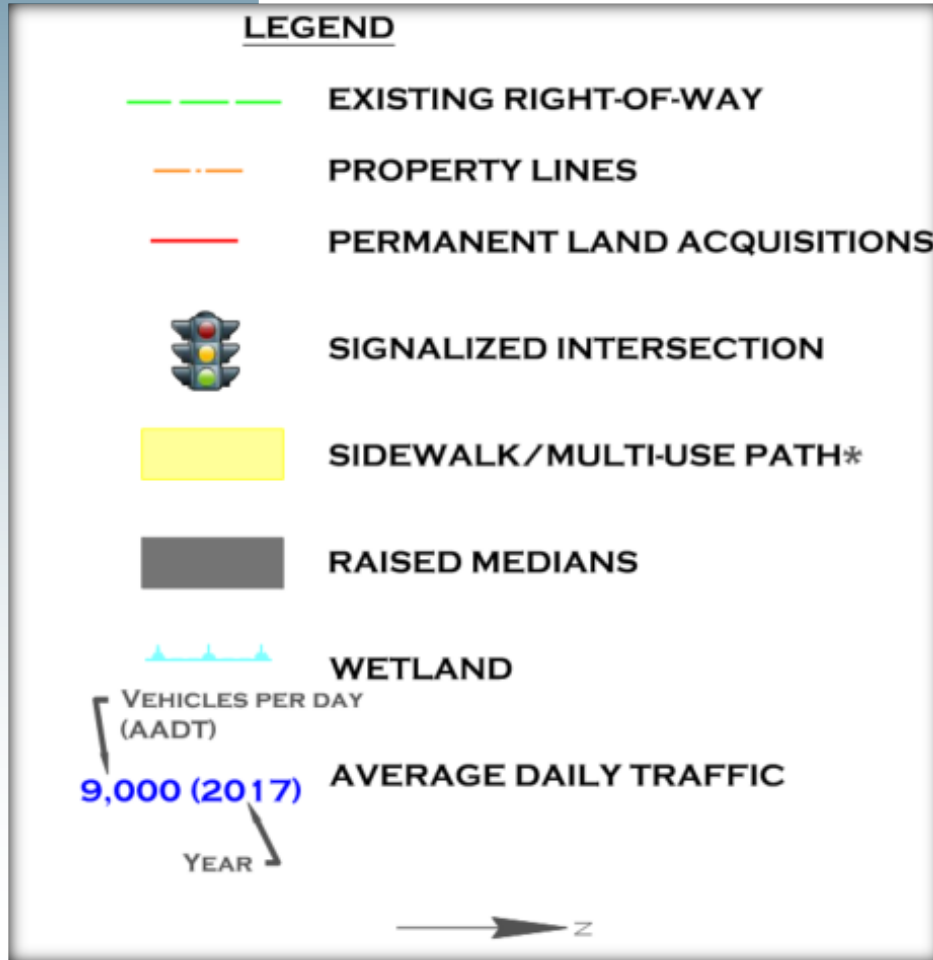 LEGEND
EXISTING RIGHT-OF-WAY
PROPERTY LINES
PERMANENT LAND ACQUISITIONS
SIGNALIZED INTERSECTION
SIDEWALK/MULTI-USE PATH*
RAISED MEDIANS
WETLAND
VEHICLES PER DAY
(AADT)
9,000 (2017) AVERAGE DAILY TRAFFIC
YEAR
N